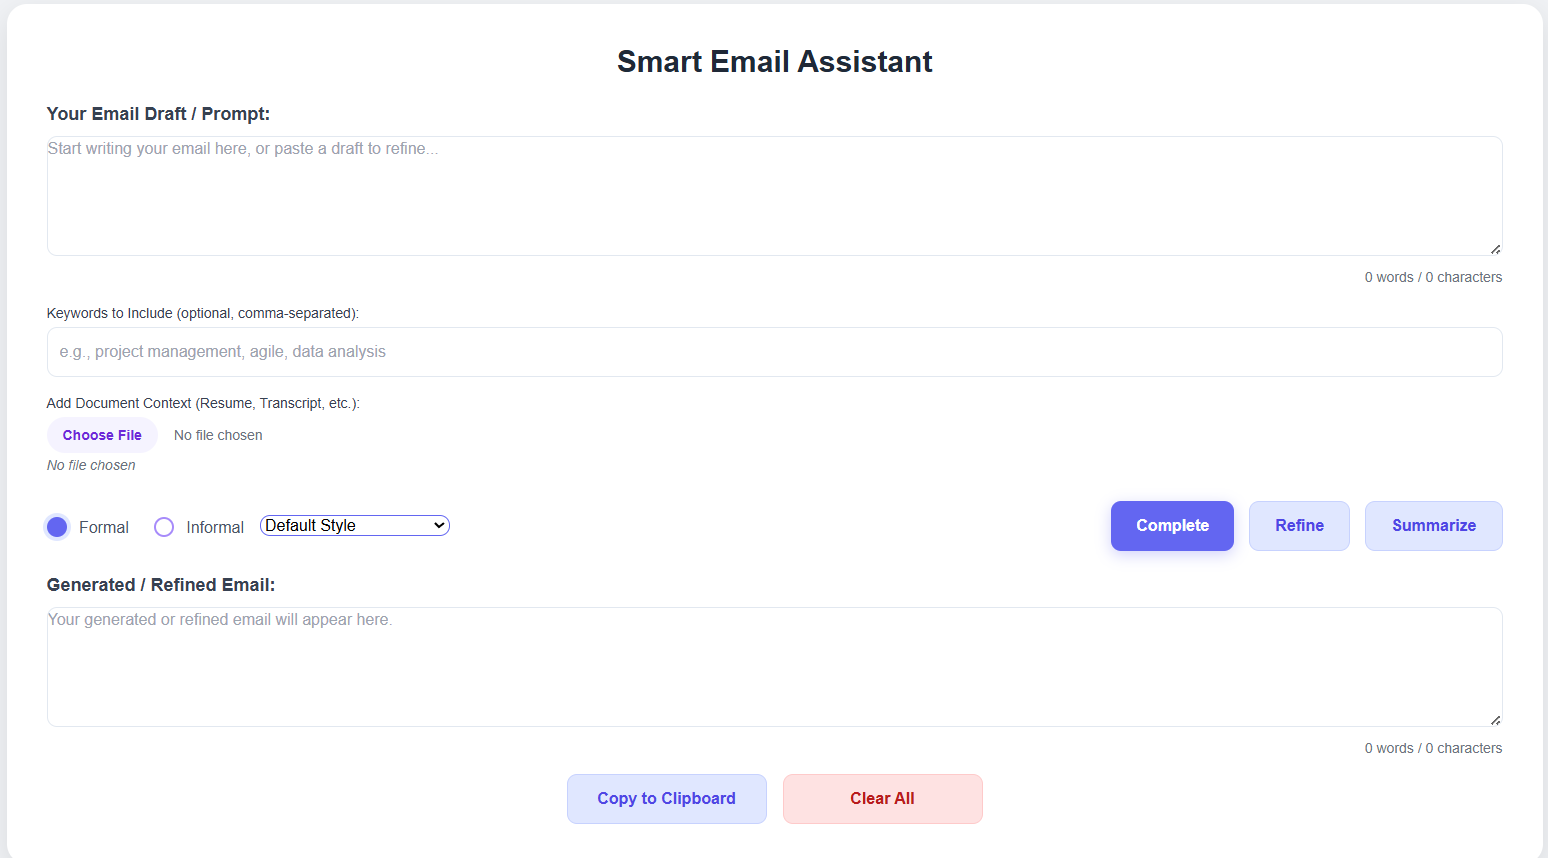 Smart Email Assistant
Your Email Draft / Prompt:
Start writing your email here, or paste a draft to refine...
0 words / 0 characters
Keywords to Include (optional, comma-separated):
e.g., project management, agile, data analysis
Add Document Context (Resume, Transcript, etc.):
Choose File No file chosen
No file chosen
Formal Informal Default Style Complete Refine Summarize
Generated / Refined Email:
Your generated or refined email will appear here.
0 words / 0 characters
Copy to Clipboard Clear All